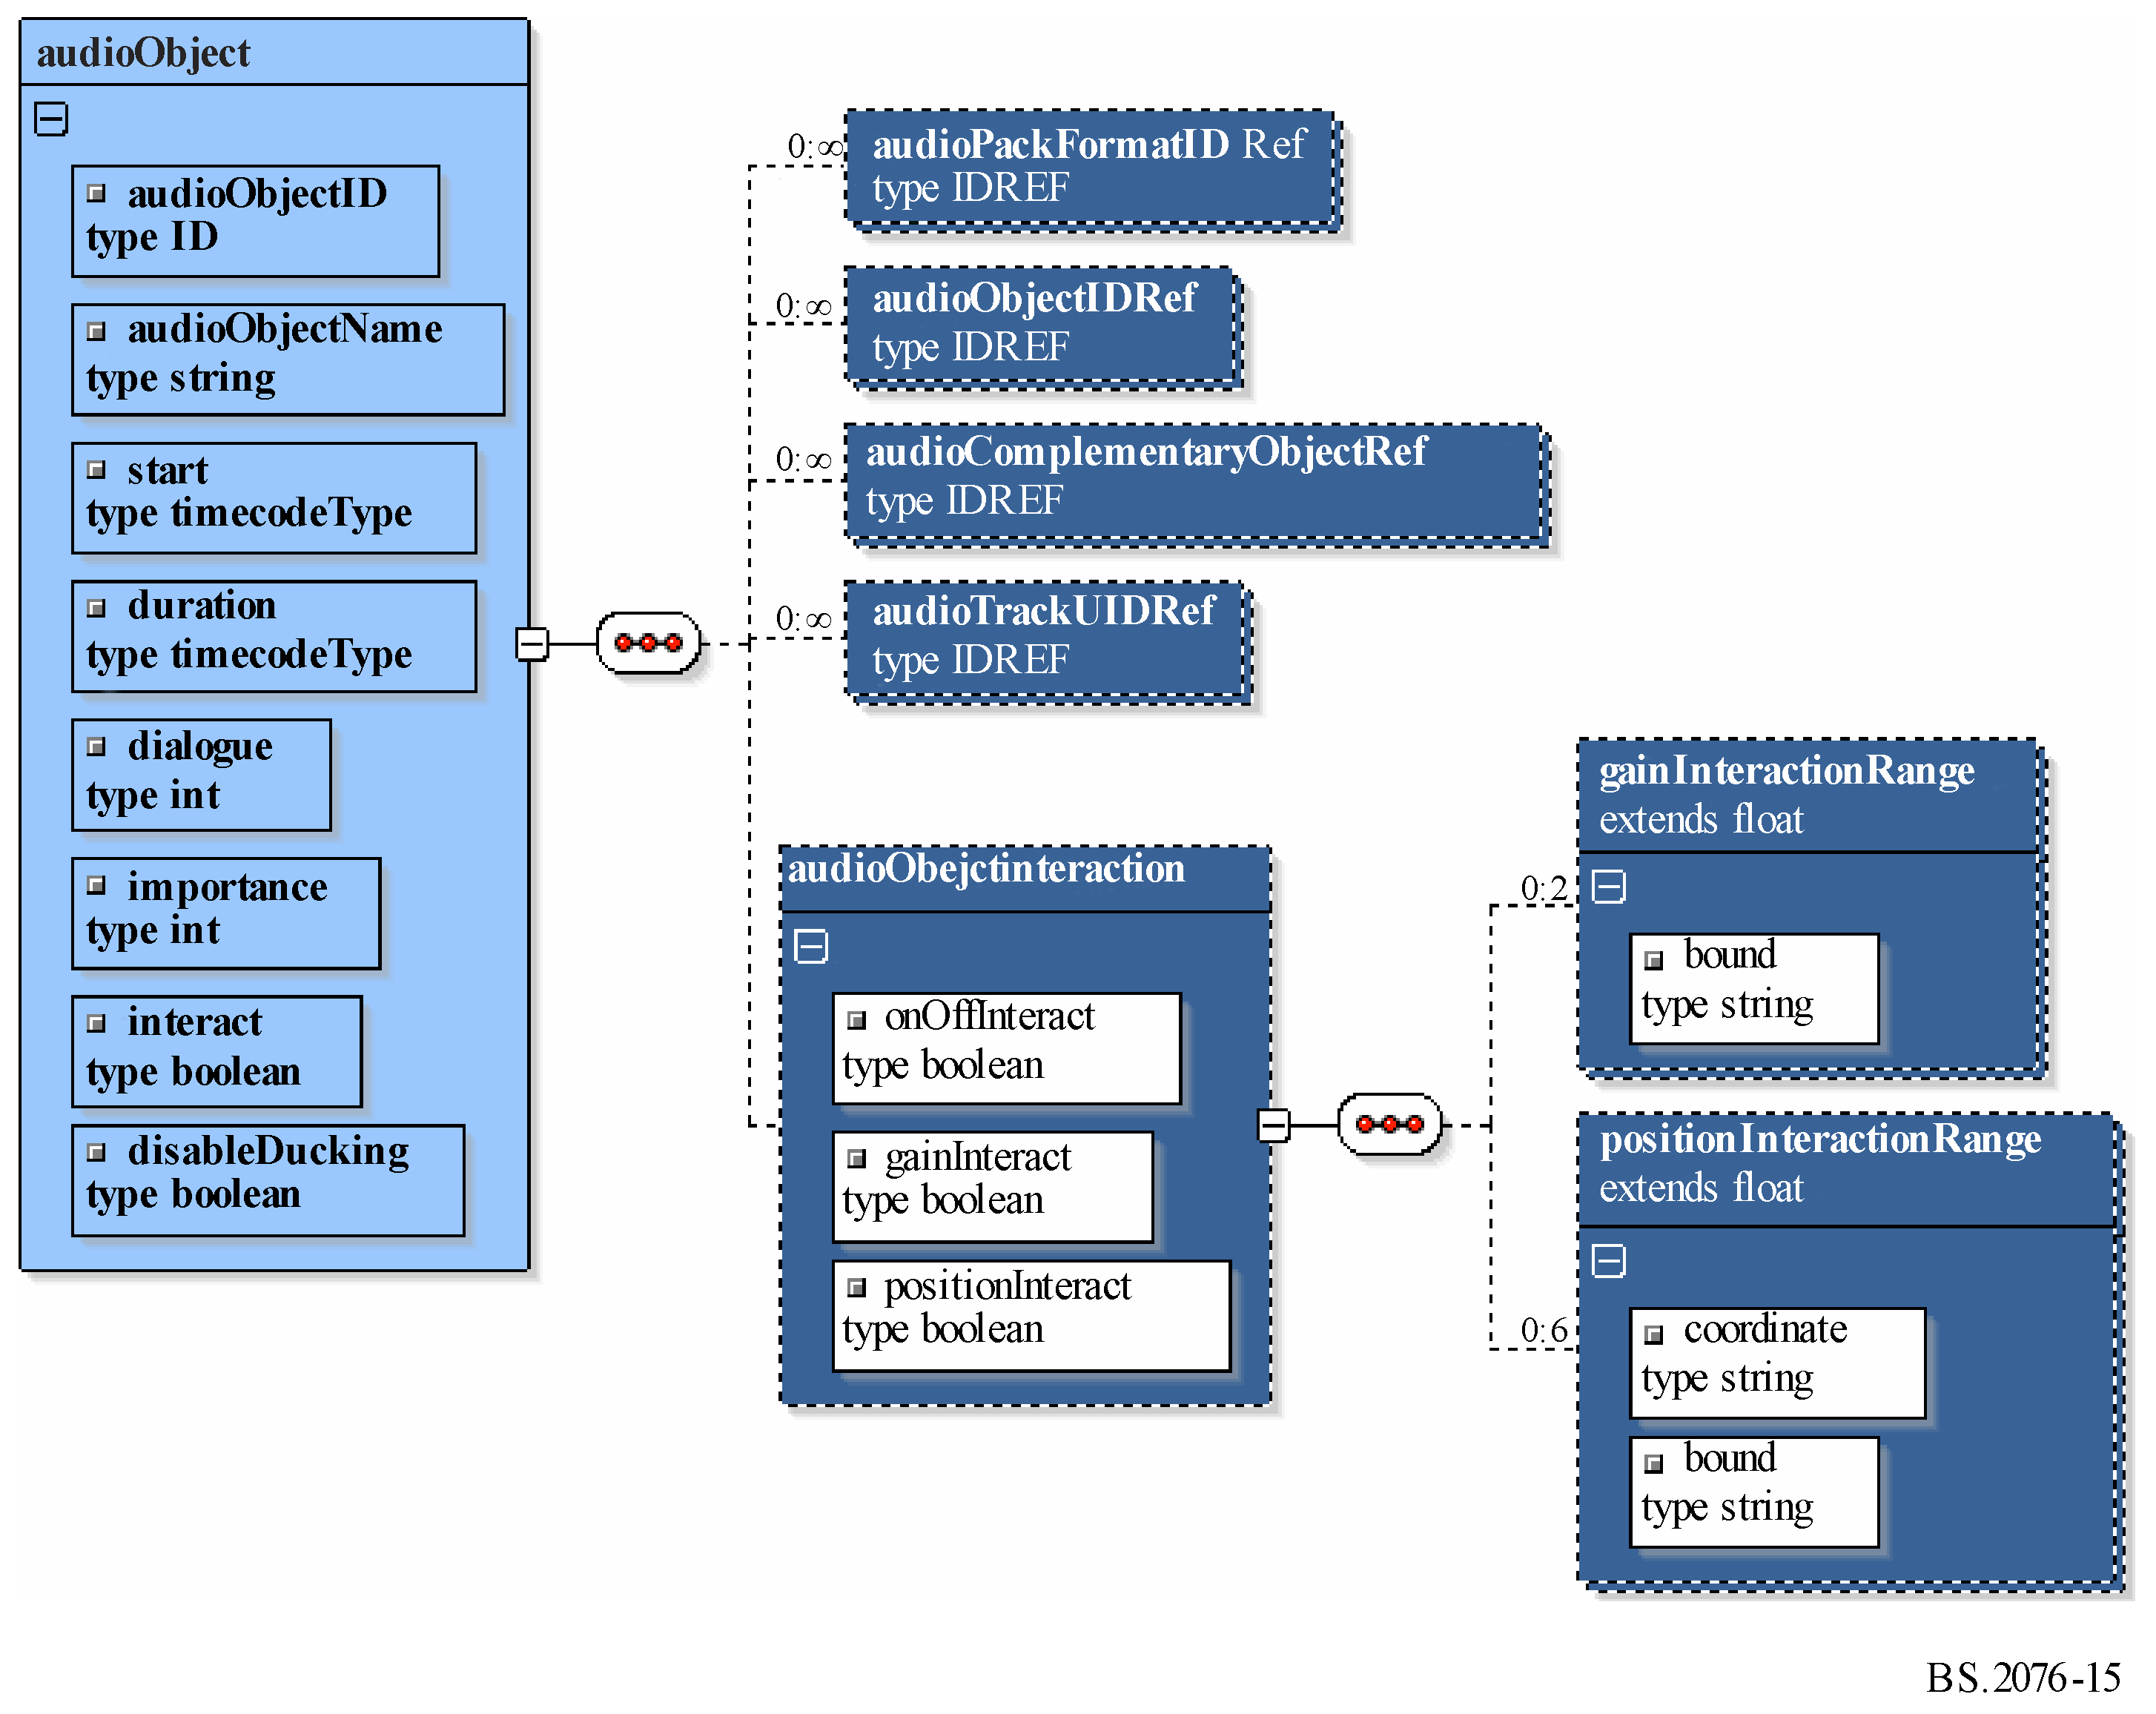 audioObject
audioObjectID
type ID
audioObjectName
type string
start
type timecodeType
duration
type timecodeType
dialogue
type int
importance
type int
interact
type boolean
disableDucking
type boolean
0:∞
audioPackFormatID Ref
type IDREF
0:∞
audioObjectIDRef
type IDREF
0:∞
audioComplementaryObjectRef
type IDREF
0:∞
audioTrackUIDRef
type IDREF
audioObejctinteraction
onOffInteract
type boolean
gainInteract
type boolean
positionInteract
type boolean
0:2
gainInteractionRange
extends float
bound
type string
0:6
positionInteractionRange
extends float
coordinate
type string
bound
type string
BS.2076-15